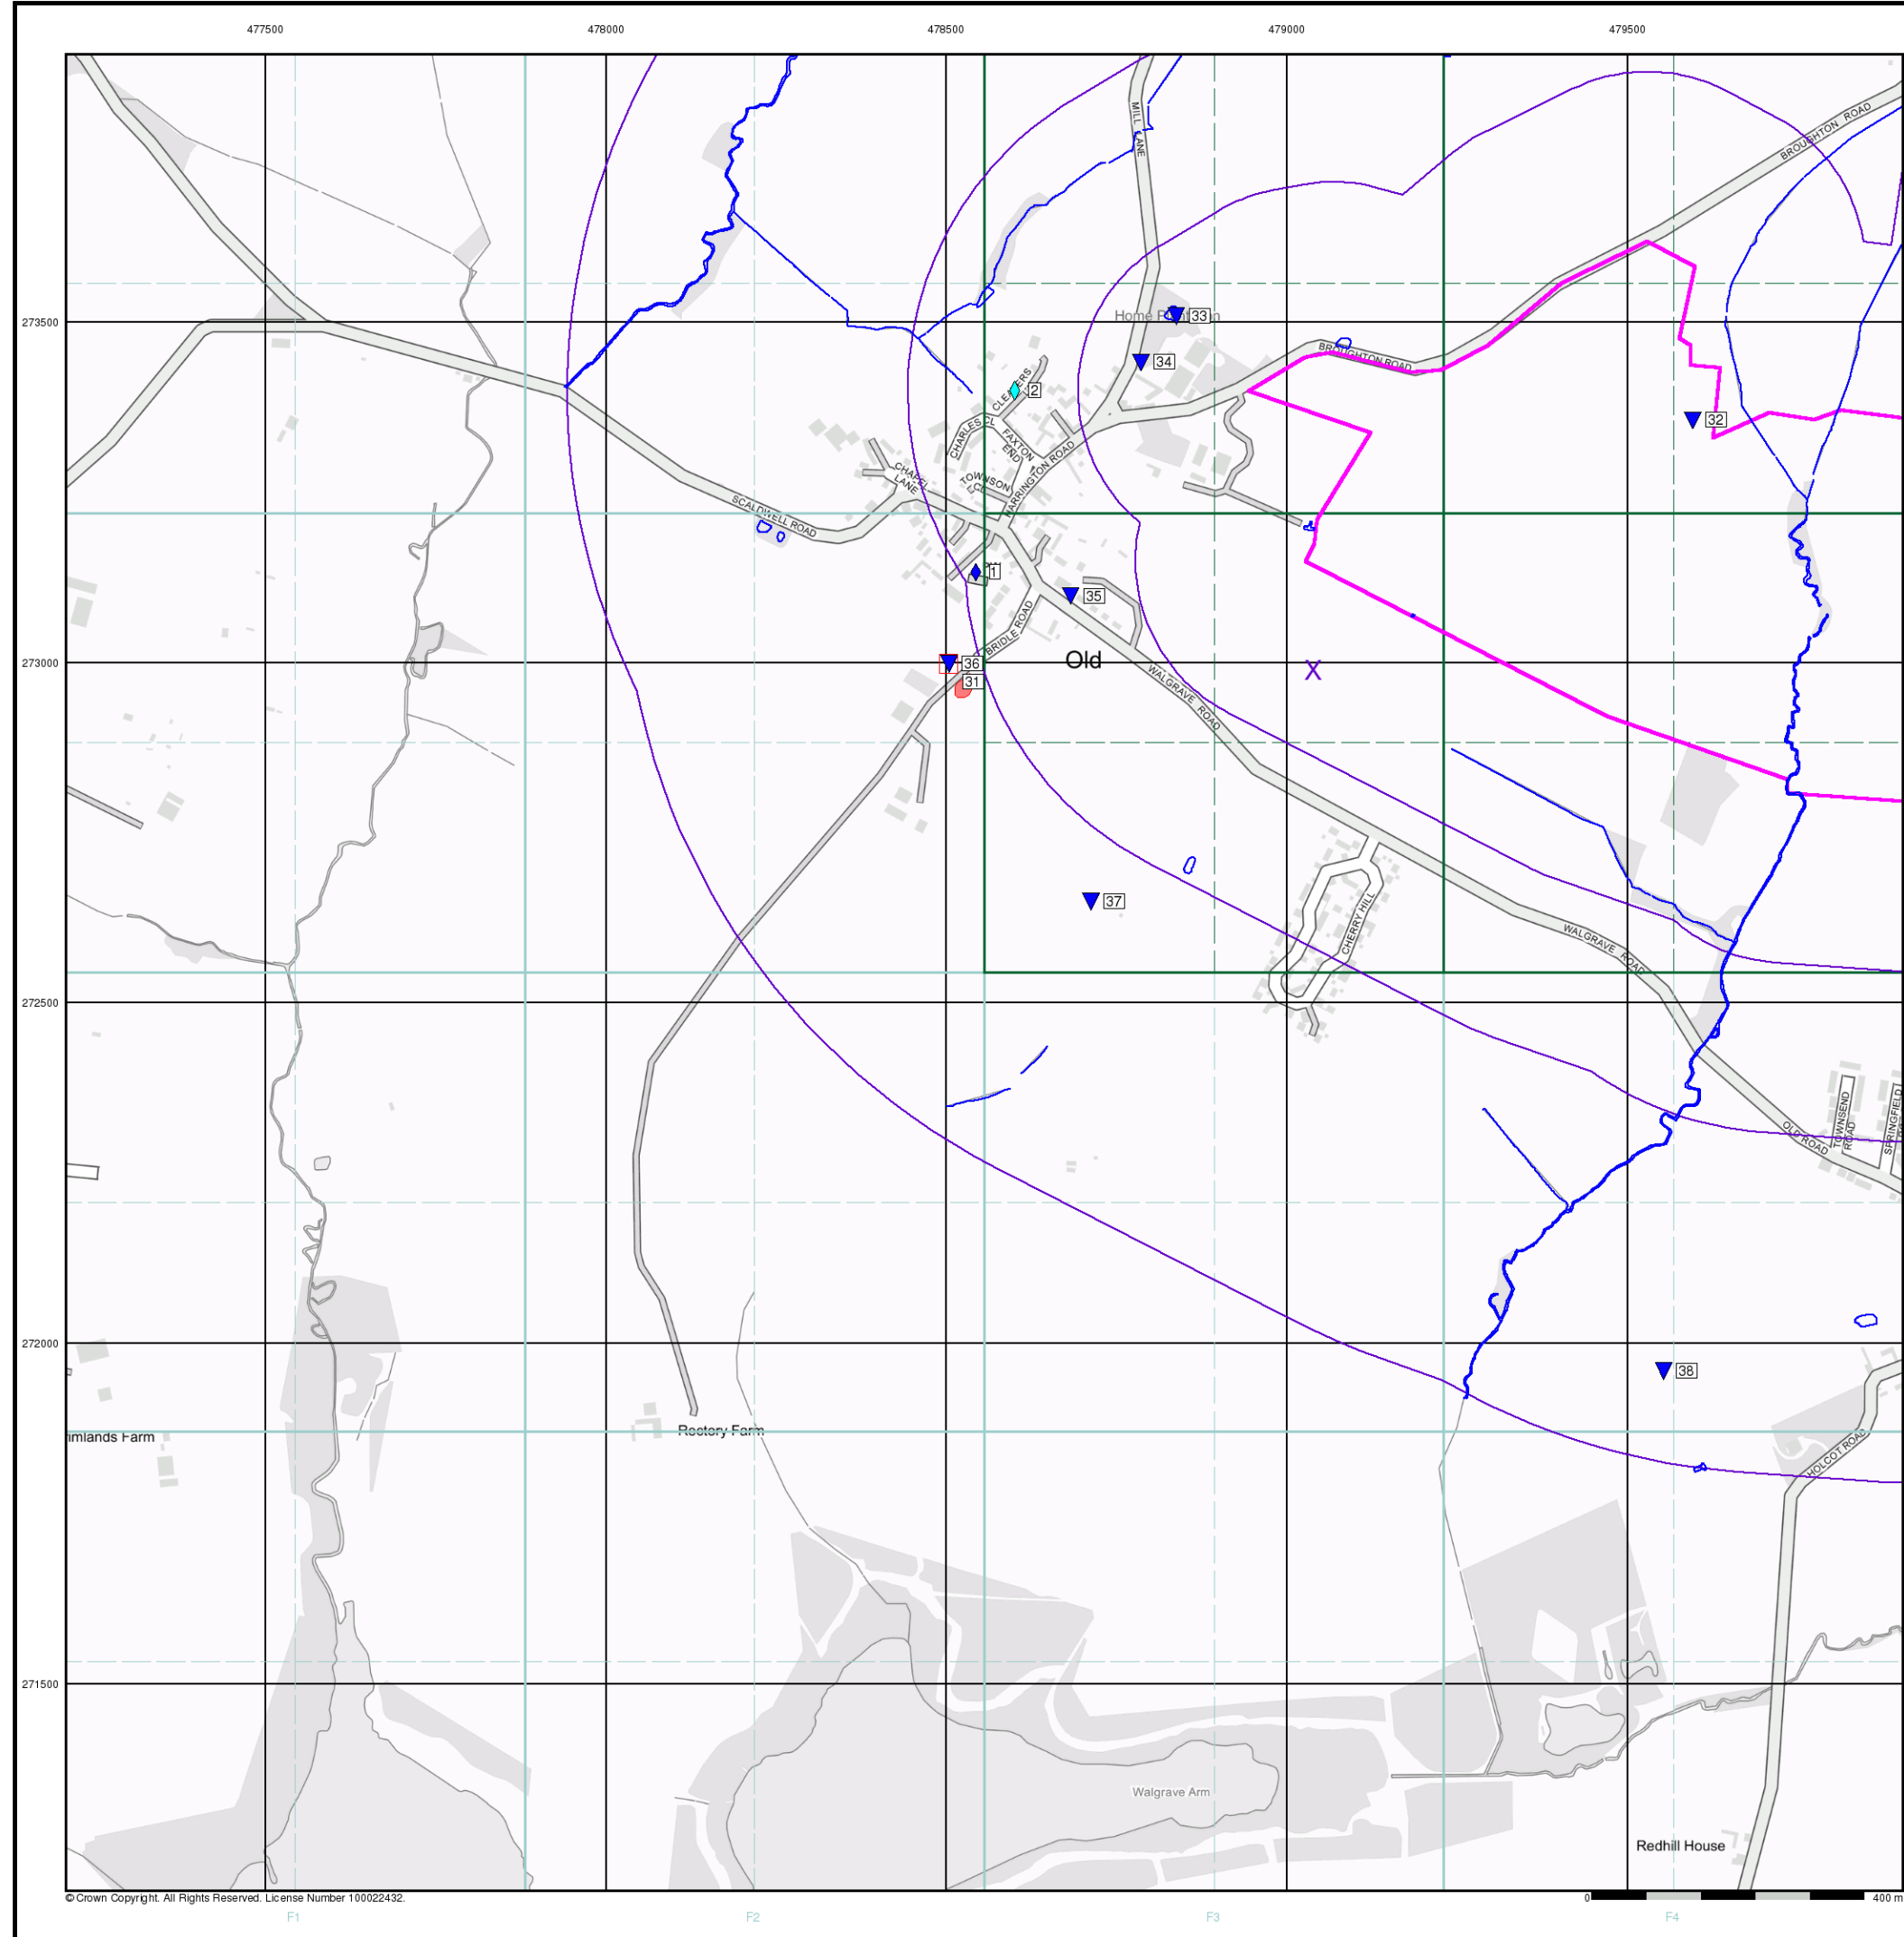 477500 478000 478500 479000 479500
BROUGHTON ROAD
MILL LANE
273500
33
34
BROUGHTON ROAD
2
CLEAVERS
32
CHARLES CL
FAXTON
END
HARRINGTON ROAD
CHAPEL
LANE
TOWNSON
CL
SCALDWELL ROAD
1
35
BRIDLE ROAD
273000
36
Old
X
31
WALGRAVE ROAD
37
CHERRY HILL
WALGRAVE ROAD
272500
TOWNSEND
ROAD
SPRINGFIELD
OLD ROAD
272000
38
Rectory Farm
mlands Farm
HOLCOT ROAD
271500
Walgrave Arm
Redhill House
© Crown Copyright. All Rights Reserved. License Number 100022432.
0 400 m
F1 F2 F3 F4